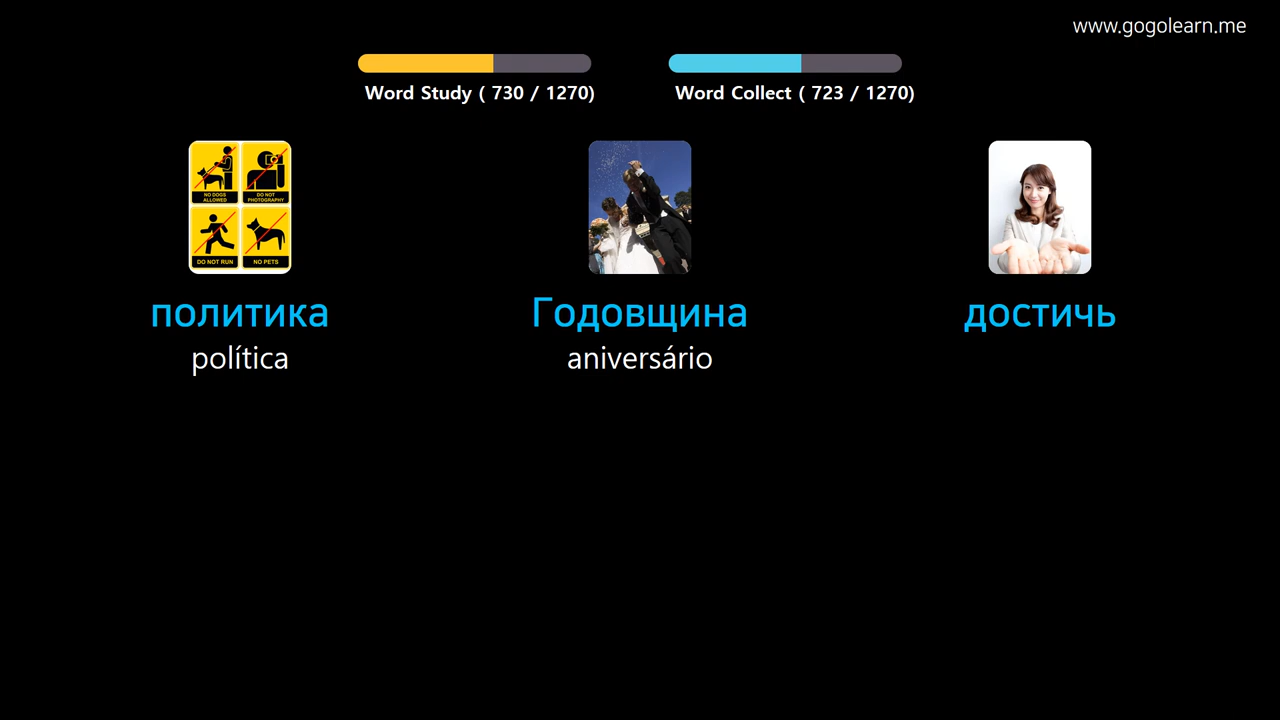 www.gogolearn.me
Word Study ( 730 / 1270)
Word Collect ( 723 / 1270)
NO DOGS
ALLOWED
DO NOT
PHOTOGRAPHY
DO NOT RUN
NO PETS
политика
Годовщина
достичь
política
aniversário